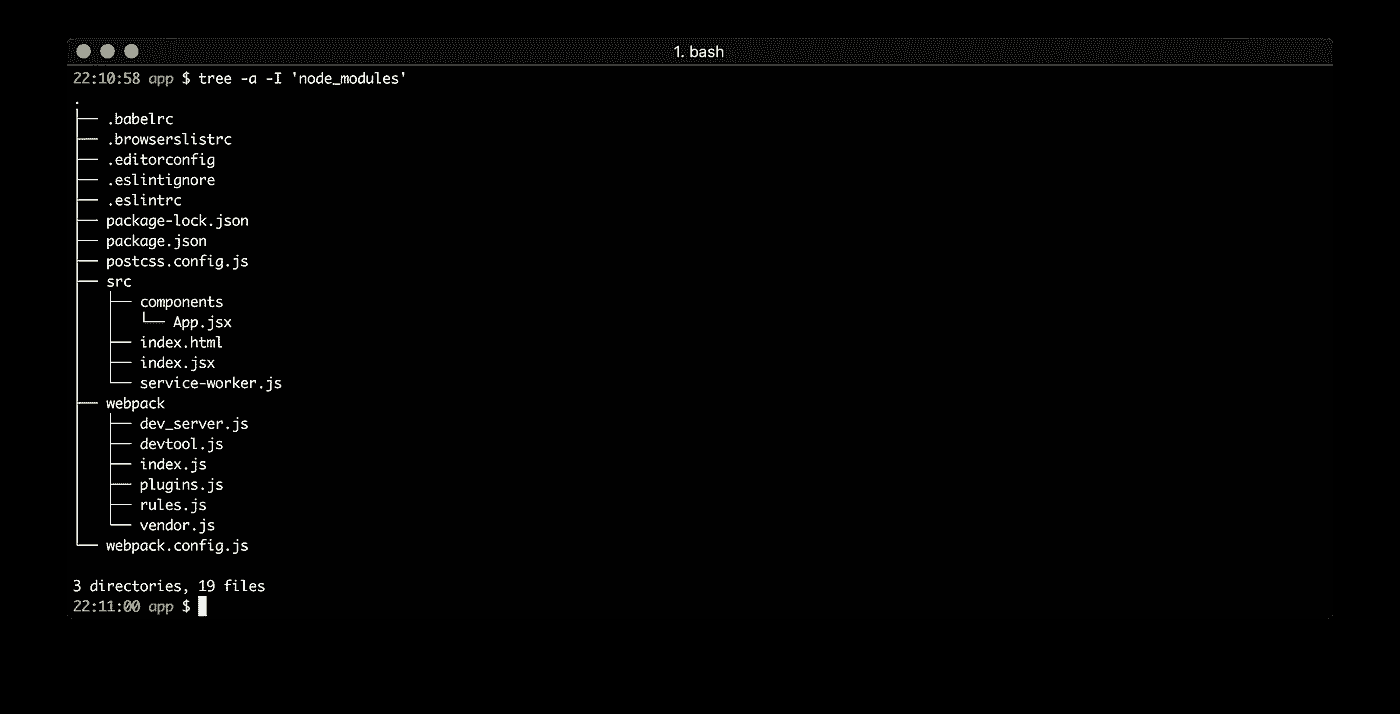 1. bash
22:10:58 app $ tree -a -I 'node_modules'
.
├── .babelrc
├── .browserslistrc
├── .editorconfig
├── .eslintignore
├── .eslintrc
├── package-lock.json
├── package.json
├── postcss.config.js
├── src
│   ├── components
│   │   └── App.jsx
│   ├── index.html
│   ├── index.jsx
│   └── service-worker.js
├── webpack
│   ├── dev_server.js
│   ├── devtool.js
│   ├── index.js
│   ├── plugins.js
│   ├── rules.js
│   └── vendor.js
└── webpack.config.js
3 directories, 19 files
22:11:00 app $